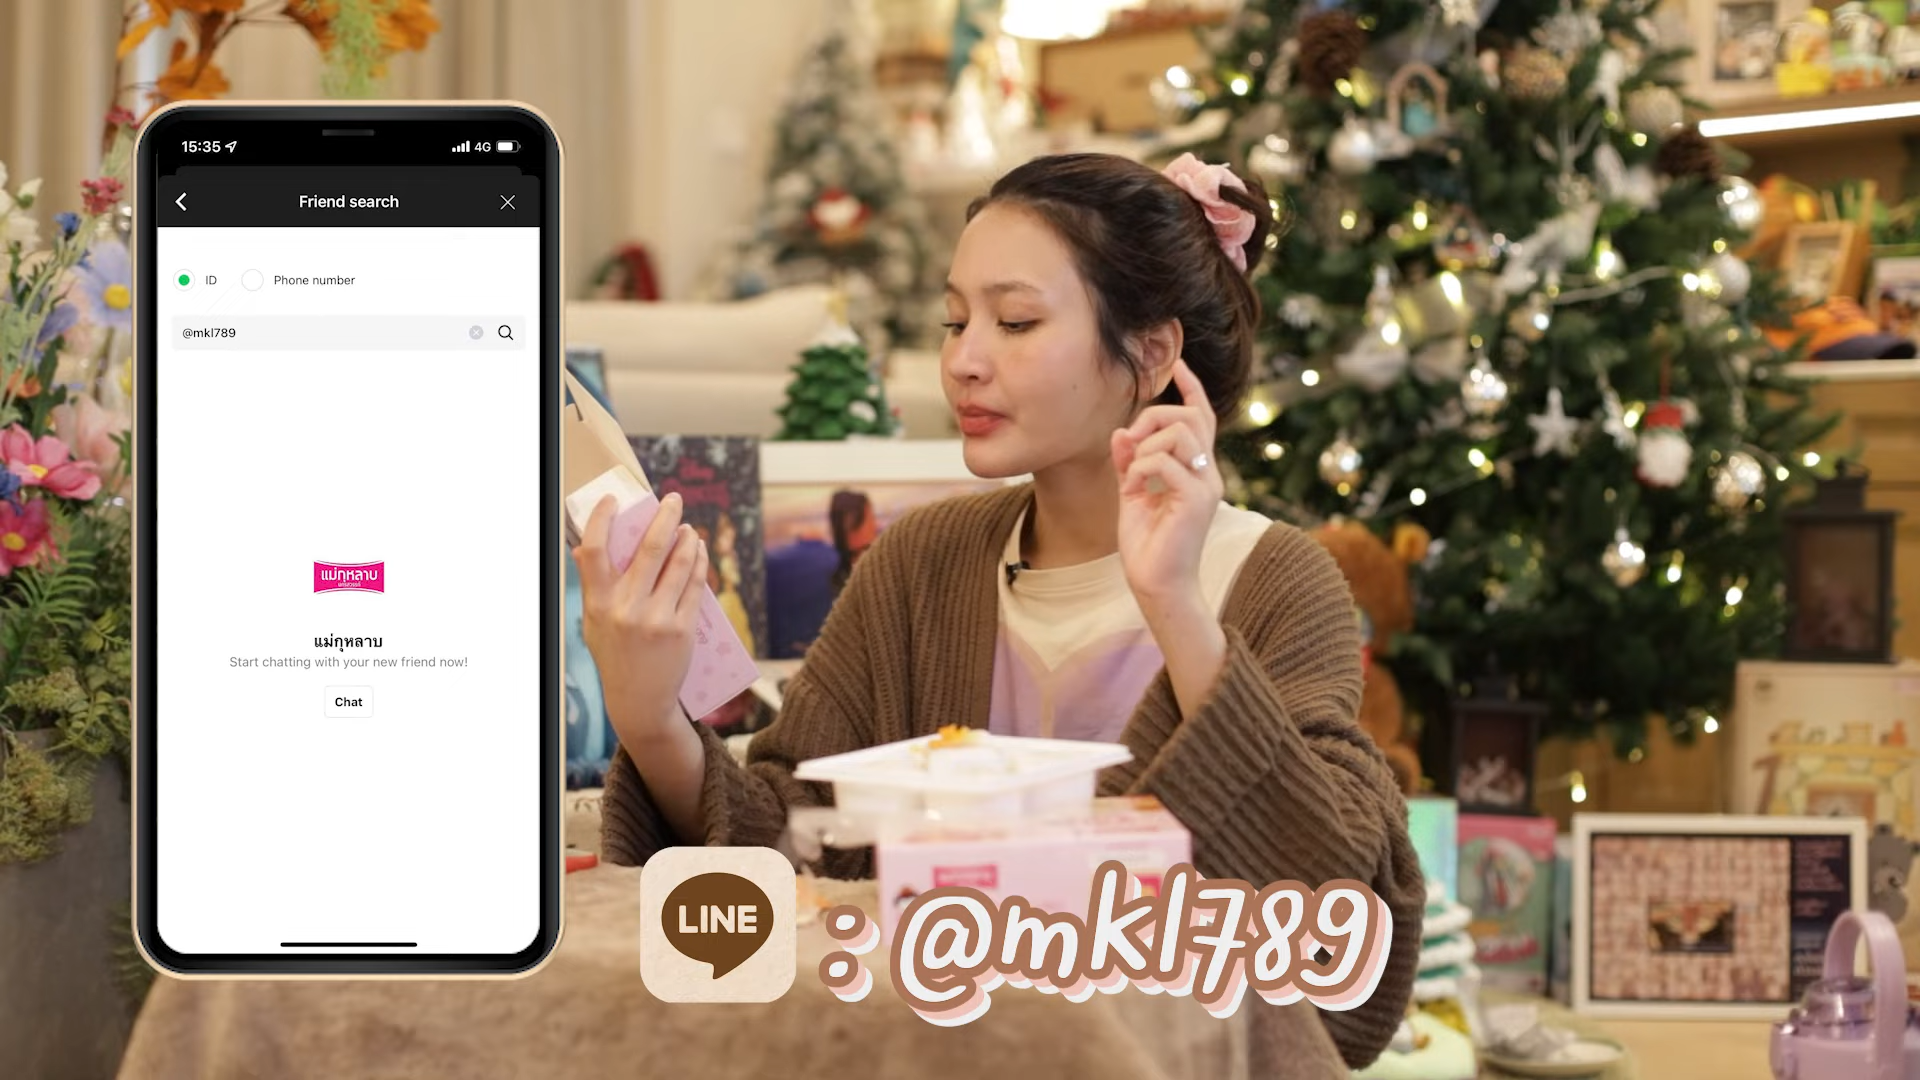 15:35
4G
Friend search
ID
Phone number
@mkl789
แม่กุหลาบ
แม่กุหลาบ
Start chatting with your new friend now!
Chat
LINE
: @mkl789